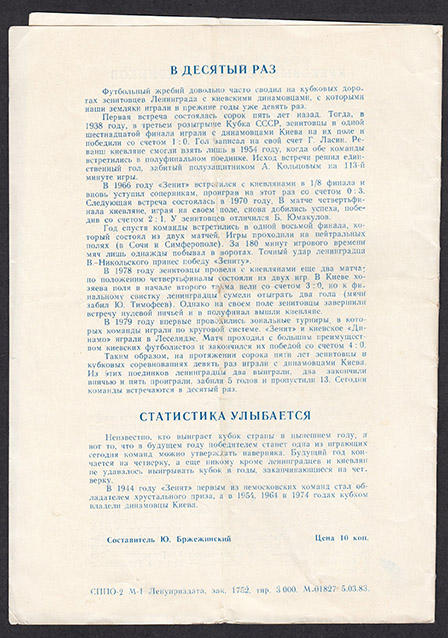 В ДЕСЯТЫЙ РАЗ
Футбольный жребий довольно часто сводил на кубковых доро-
гах зенитовцев Ленинграда с киевскими динамовцами, с которыми
наши земляки играли в прежние годы уже девять раз.
Первая встреча состоялась сорок пять лет назад. Тогда, в
1938 году, в третьем розыгрыше Кубка СССР, зенитовцы в одной
шестнадцатой финала играли с динамовцами Киева на их поле и
победили со счетом 1:0. Гол записал на свой счет Г. Ласин. Ре-
ванш киевляне смогли взять лишь в 1954 году, когда обе команды
встретились в полуфинальном поединке. Исход встречи решил един-
ственный гол, забитый полузащитником А. Кольцовым на 113-й
минуте игры.
В 1966 году «Зенит» встретился с киевлянами в 1/8 финала и
вновь уступил соперникам, проиграв на этот раз со счетом 0:3.
Следующая встреча состоялась в 1970 году. В матче четвертьфи-
нала киевляне, играя на своем поле, снова добились успеха, побе-
див со счетом 2:1. У зенитовцев отличился Б. Юмакулов.
Год спустя команды встретились в одной восьмой финала, ко-
торый состоял из двух матчей. Игры проходили на нейтральных
полях (в Сочи и Симферополе). За 180 минут игрового времени
мяч лишь однажды побывал в воротах. Точный удар ленинградца
В. Никольского принес победу «Зениту».
В 1978 году зенитовцы провели с киевлянами еще два матча:
по положению четвертьфиналы состояли из двух игр. В Киеве хо-
зяева поля в начале второго тайма вели со счетом 3:0, но к фи-
нальному свистку ленинградцы сумели отыграть два гола (мячи
забил Ю. Тимофеев). Однако на своем поле зенитовцы завершили
встречу нулевой ничьей и в полуфинал вышли киевляне.
В 1979 году впервые проводились зональные турниры, в кото-
рых команды играли по круговой системе. «Зенит» и киевское «Ди-
намо» играли в Леселидзе. Матч проходил с большим преимущест-
вом киевских футболистов и закончился их победой со счетом 4:0.
Таким образом, на протяжении сорока пяти лет зенитовцы в
кубковых соревнованиях девять раз играли с динамовцами Киева.
Из этих поединков ленинградцы два выиграли, два закончили
вничью и пять проиграли, забили 5 голов и пропустили 13. Сегодня
команды встречаются в десятый раз.
СТАТИСТИКА УЛЫБАЕТСЯ
Неизвестно, кто выиграет кубок страны в нынешнем году, а
вот то, что в будущем году победителем станет одна из играющих
сегодня команд можно утверждать наверняка. Будущий год кон-
чается на четверку, а еще никому кроме ленинградцев и киевлян
не удавалось выигрывать кубок в годы, заканчивающиеся на чет-
верку.
В 1944 году «Зенит» первым из немосковских команд стал об-
ладателем хрустального приза, а в 1954, 1964 и 1974 годах кубком
владели динамовцы Киева.
Составитель Ю. Бржежинский Цена 10 коп.
СППО-2 М-1 Ленуприздата, зак. 1752, тир. 3 000. М.01827 5.03.83.